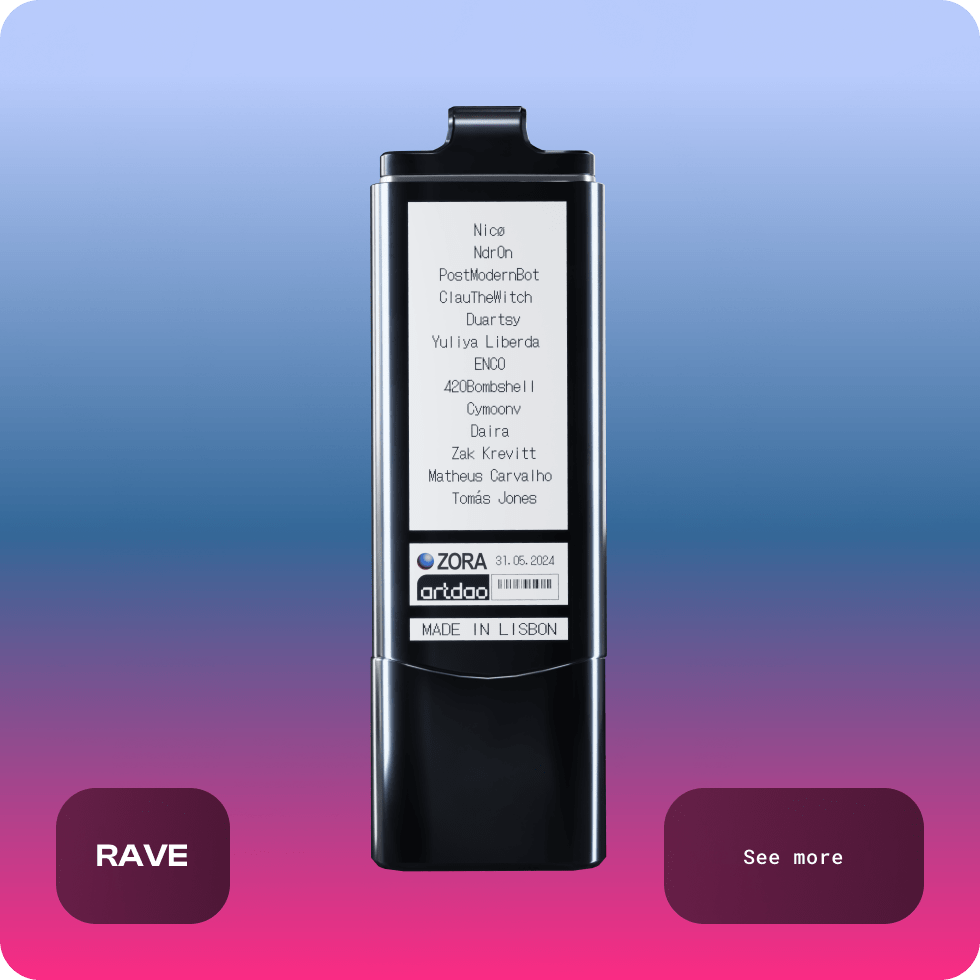 Nicø
NdrOn
PostModernBot
ClauTheWitch
Duartsy
Yuliya Liberda
ENCO
420Bombshell
Cymoonv
Daira
Zak Krevitt
Matheus Carvalho
Tomás Jones
ZORA 31.05.2024
artdao
MADE IN LISBON
RAVE
See more